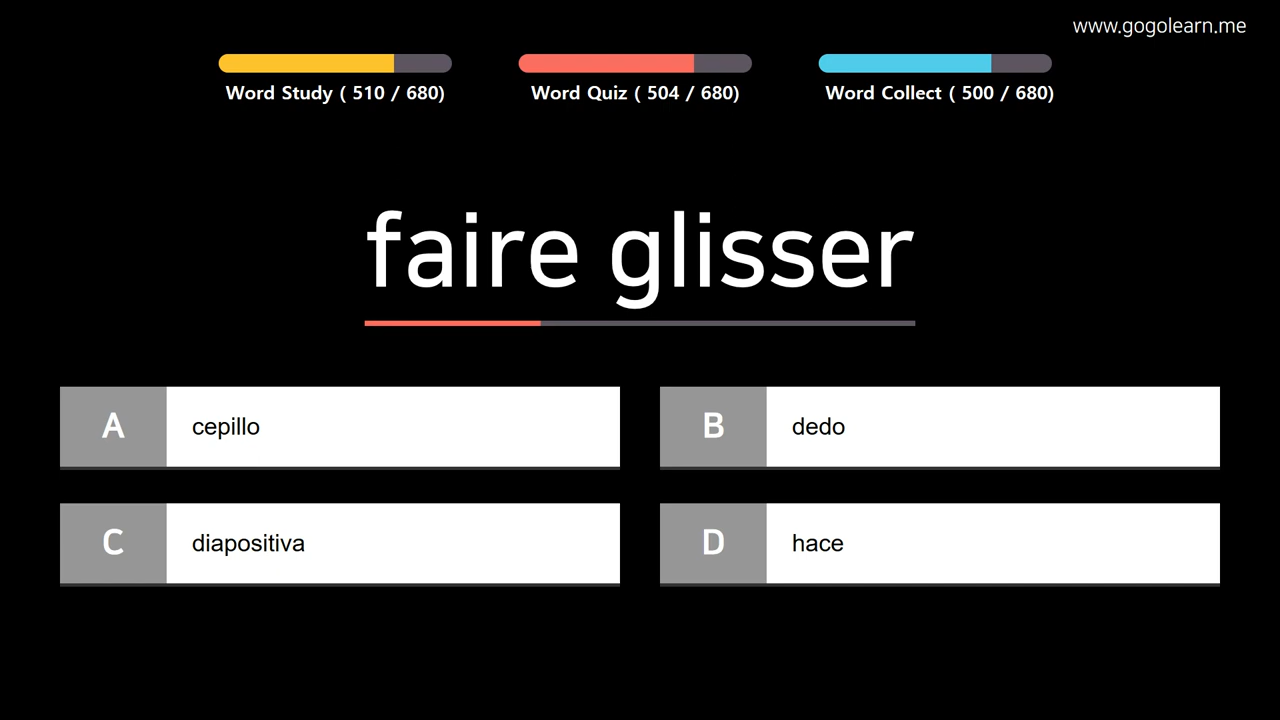 www.gogolearn.me
Word Study ( 510 / 680)
Word Quiz ( 504 / 680)
Word Collect ( 500 / 680)
faire glisser
A cepillo
B dedo
C diapositiva
D hace